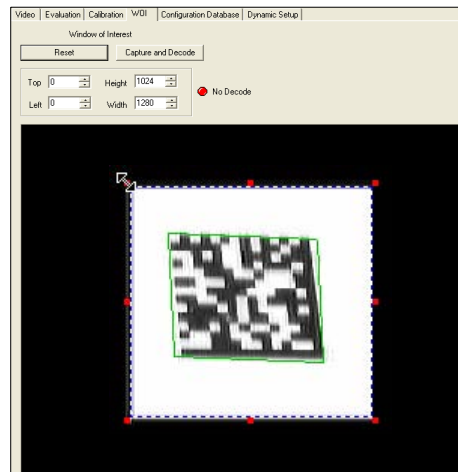 Video Evaluation Calibration WOI Configuration Database Dynamic Setup
Window of Interest
Reset Capture and Decode
Top 0 Height 1024
Left 0 Width 1280
No Decode